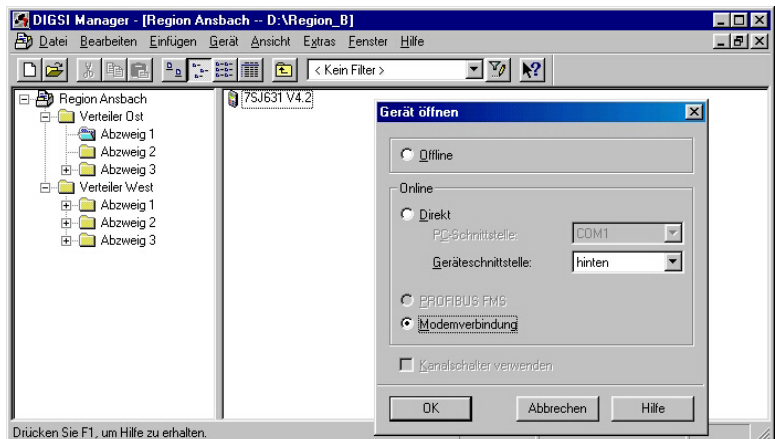 DIGSI Manager - [Region Ansbach -- D:\Region_B]
Datei Bearbeiten Einfügen Gerät Ansicht Extras Fenster Hilfe
< Kein Filter >
Region Ansbach
Verteiler Ost
Abzweig 1
Abzweig 2
Abzweig 3
Verteiler West
Abzweig 1
Abzweig 2
Abzweig 3
7SJ631 V4.2
Gerät öffnen
Offline
Online
Direkt
PC-Schnittstelle: COM1
Geräteschnittstelle: hinten
PROFIBUS FMS
Modemverbindung
Kanalschalter verwenden
OK Abbrechen Hilfe
Drücken Sie F1, um Hilfe zu erhalten.